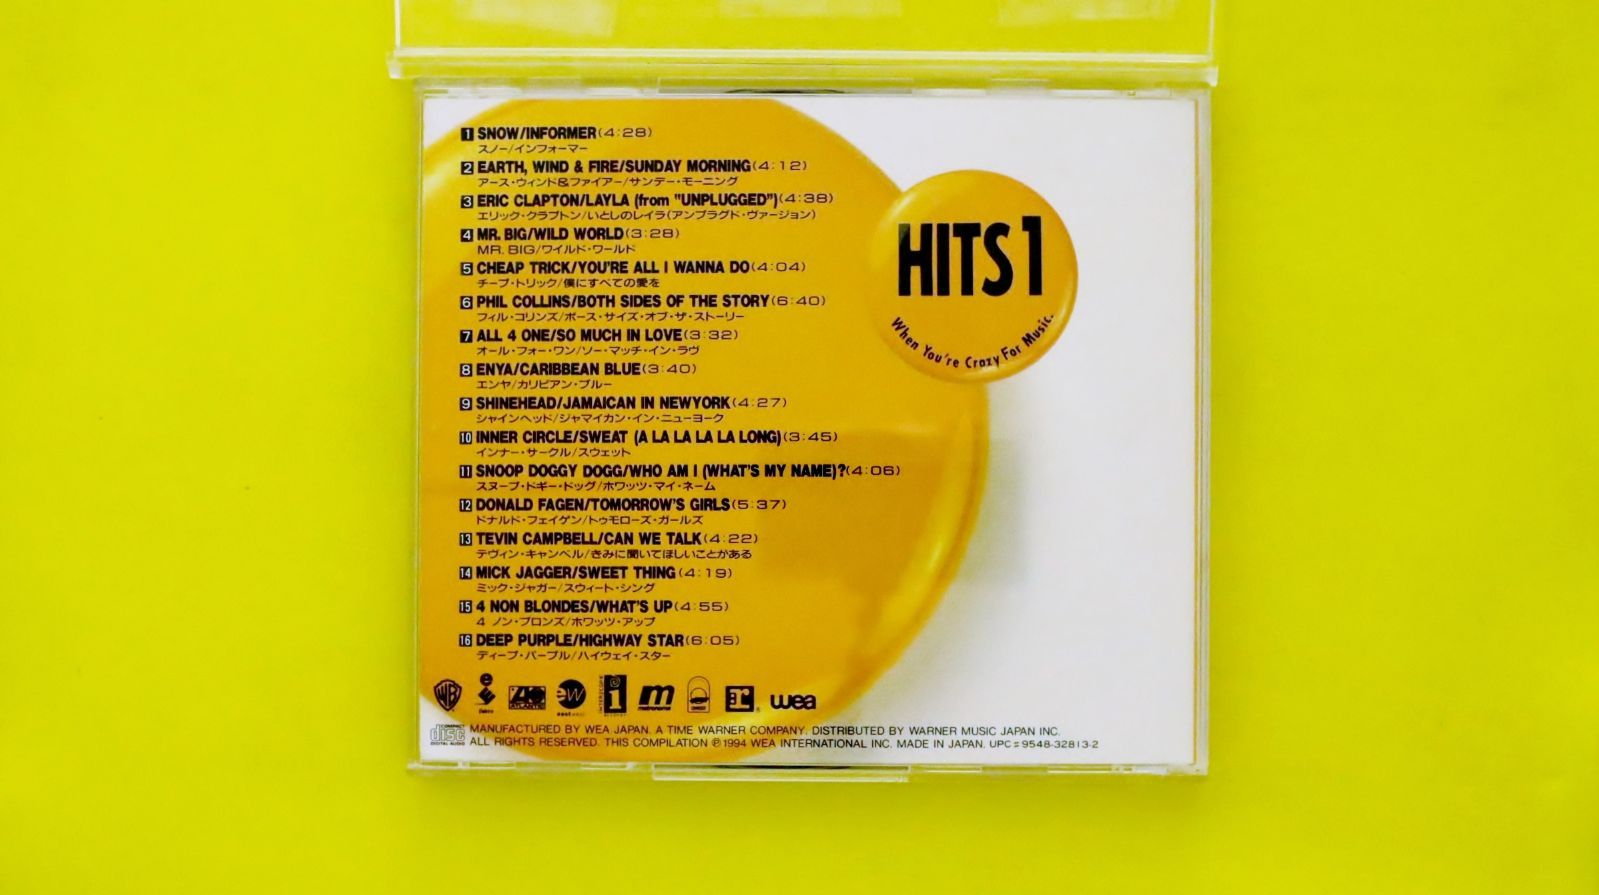 1 SNOW/INFORMER(4:28)
スノー/インフォーマー
2 EARTH, WIND & FIRE/SUNDAY MORNING(4:12)
アース・ウィンド&ファイアー/サンデー・モーニング
3 ERIC CLAPTON/LAYLA (from "UNPLUGGED")(4:38)
エリック・クラプトン/いとしのレイラ(アンプラグド・ヴァージョン)
4 MR. BIG/WILD WORLD(3:28)
MR. BIG/ワイルド・ワールド
5 CHEAP TRICK/YOU'RE ALL I WANNA DO(4:04)
チープ・トリック/僕にすべての愛を
6 PHIL COLLINS/BOTH SIDES OF THE STORY(6:40)
フィル・コリンズ/ボース・サイズ・オブ・ザ・ストーリー
7 ALL 4 ONE/SO MUCH IN LOVE(3:32)
オール・フォー・ワン/ソー・マッチ・イン・ラヴ
8 ENYA/CARIBBEAN BLUE(3:40)
エンヤ/カリビアン・ブルー
9 SHINEHEAD/JAMAICAN IN NEWYORK(4:27)
シャインヘッド/ジャマイカン・イン・ニューヨーク
10 INNER CIRCLE/SWEAT (A LA LA LA LA LONG)(3:45)
インナー・サークル/スウェット
11 SNOOP DOGGY DOGG/WHO AM I (WHAT'S MY NAME)?(4:06)
スヌープ・ドギー・ドッグ/ホワッツ・マイ・ネーム
12 DONALD FAGEN/TOMORROW'S GIRLS(5:37)
ドナルド・フェイゲン/トゥモローズ・ガールズ
13 TEVIN CAMPBELL/CAN WE TALK(4:22)
テヴィン・キャンベル/きみに聞いてほしいことがある
14 MICK JAGGER/SWEET THING(4:19)
ミック・ジャガー/スウィート・シング
15 4 NON BLONDES/WHAT'S UP(4:55)
4 ノン・ブロンズ/ホワッツ・アップ
16 DEEP PURPLE/HIGHWAY STAR(6:05)
ディープ・パープル/ハイウェイ・スター
HITS 1
When You're Crazy For Music.
WB ATLANTIC ew east west INTERSCOPE i m metronome r wea
COMPACT disc DIGITAL AUDIO
MANUFACTURED BY WEA JAPAN. A TIME WARNER COMPANY. DISTRIBUTED BY WARNER MUSIC JAPAN INC.
ALL RIGHTS RESERVED. THIS COMPILATION ℗1994 WEA INTERNATIONAL INC. MADE IN JAPAN. UPC#9548-32813-2